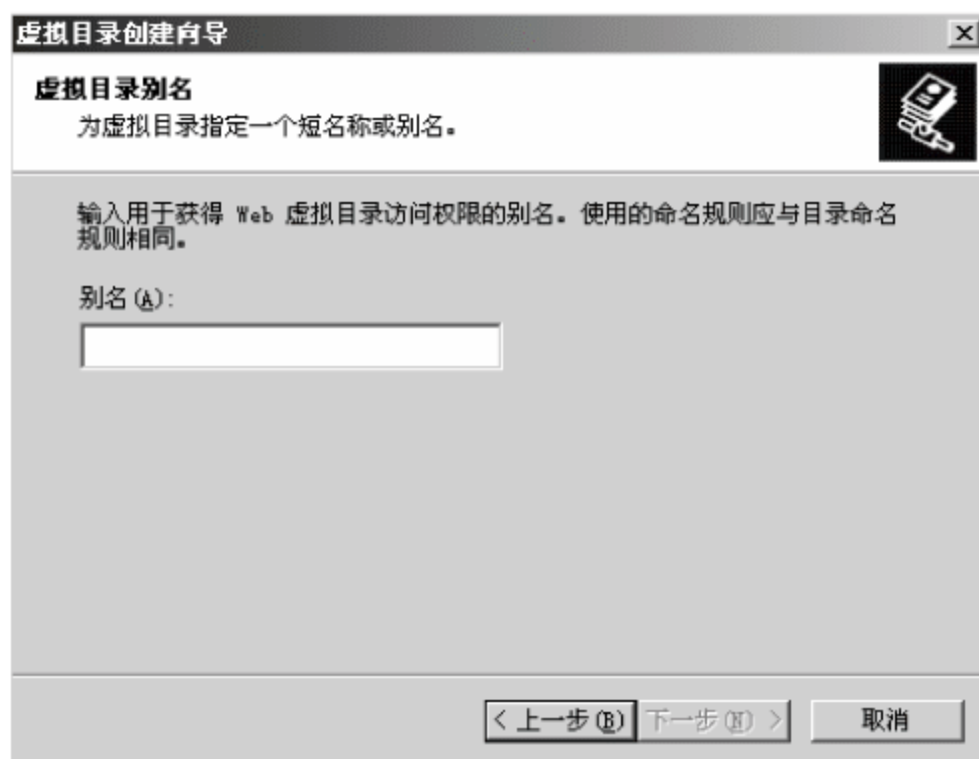 虚拟目录创建向导
虚拟目录别名
为虚拟目录指定一个短名称或别名。
输入用于获得 Web 虚拟目录访问权限的别名。使用的命名规则应与目录命名
规则相同。
别名(A):
< 上一步(B) 下一步(N) > 取消